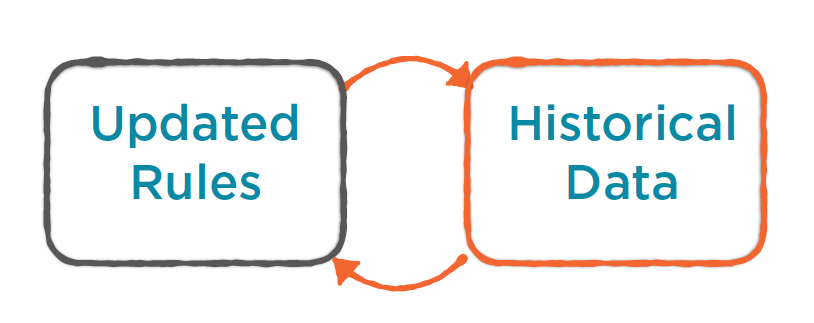 Updated
Rules
Historical
Data